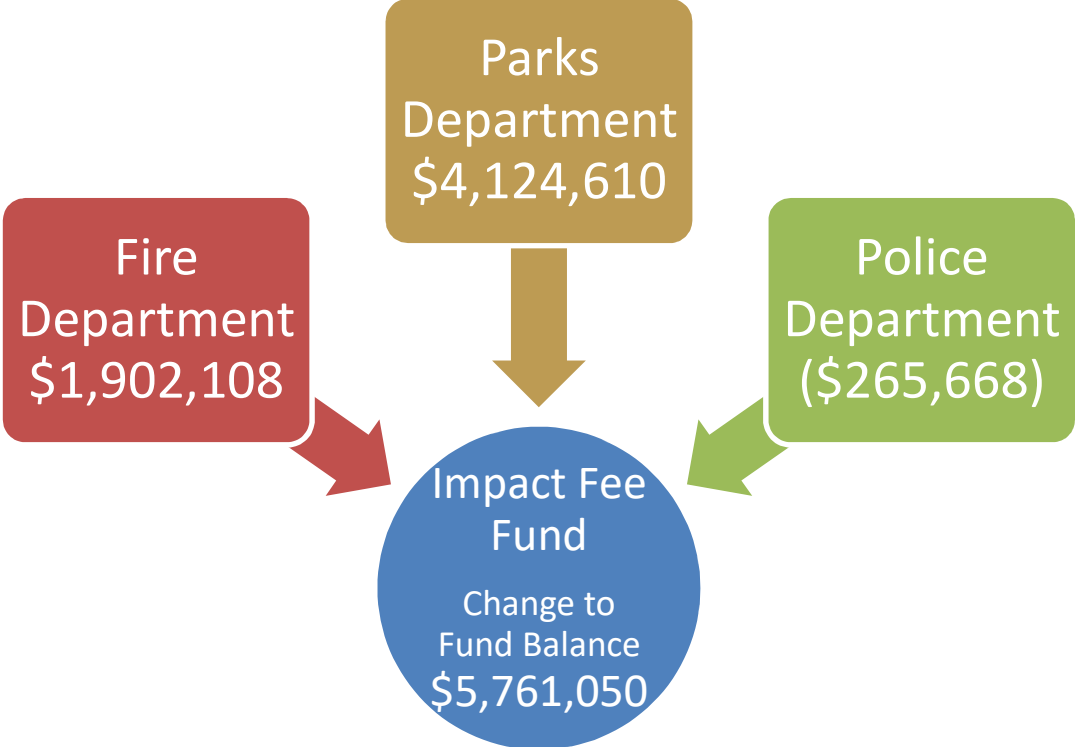 Parks
Department
$4,124,610
Fire
Department
$1,902,108
Police
Department
($265,668)
Impact Fee
Fund
Change to
Fund Balance
$5,761,050